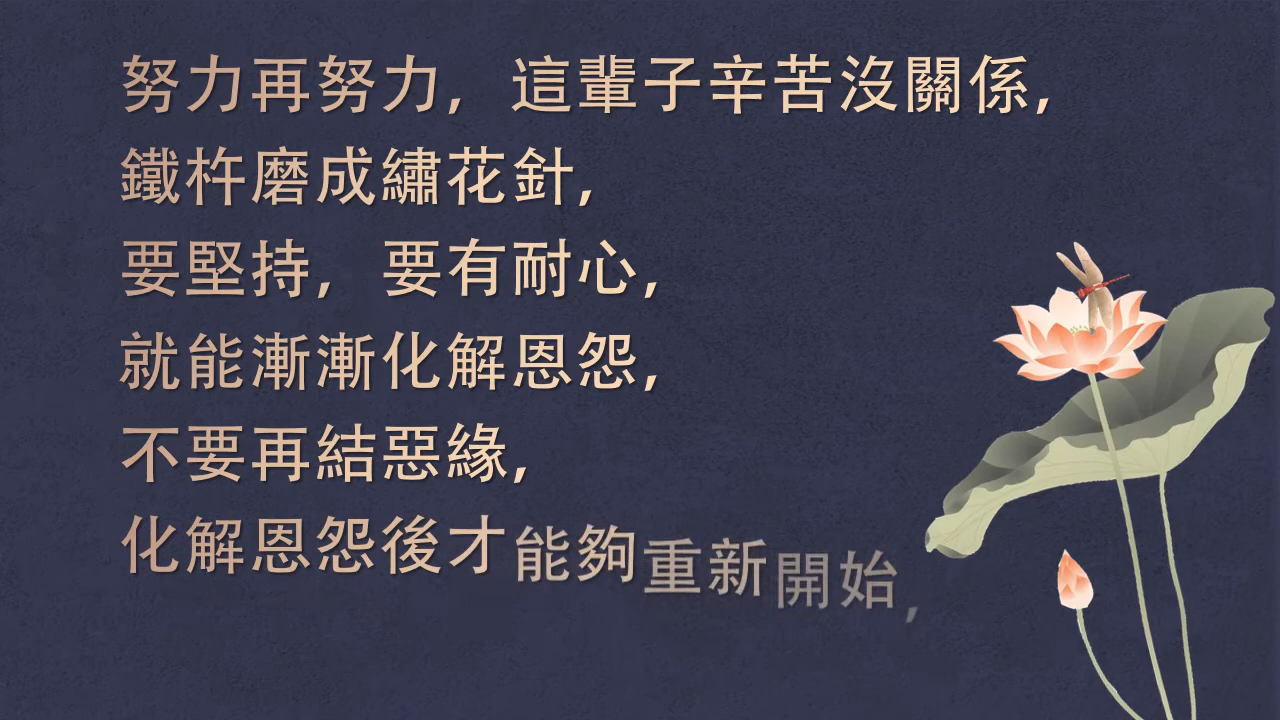 努力再努力，這輩子辛苦沒關係，
鐵杵磨成繡花針，
要堅持，要有耐心，
就能漸漸化解恩怨，
不要再結惡緣，
化解恩怨後才能夠重新開始，